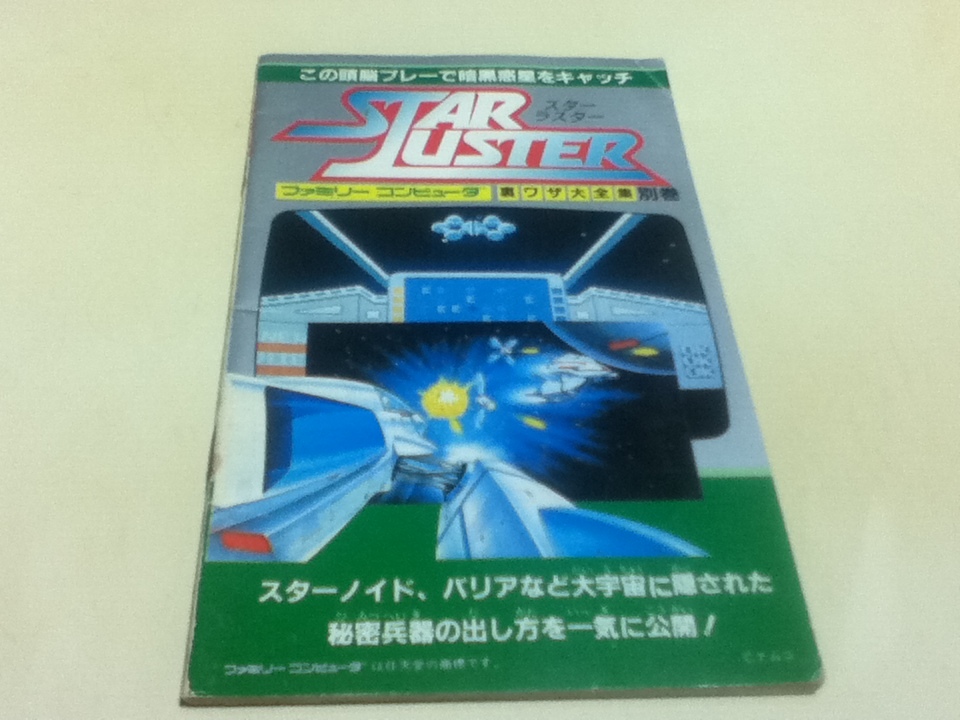 この頭脳プレーで暗黒惑星をキャッチ
STAR
LUSTER
スター
ラスター
ファミリー コンピュータ 裏ワザ大全集 別巻
スターノイド、バリアなど大宇宙に隠された
秘密兵器の出し方を一気に公開!
ファミリー コンピュータ は任天堂の商標です。
©ナムコ